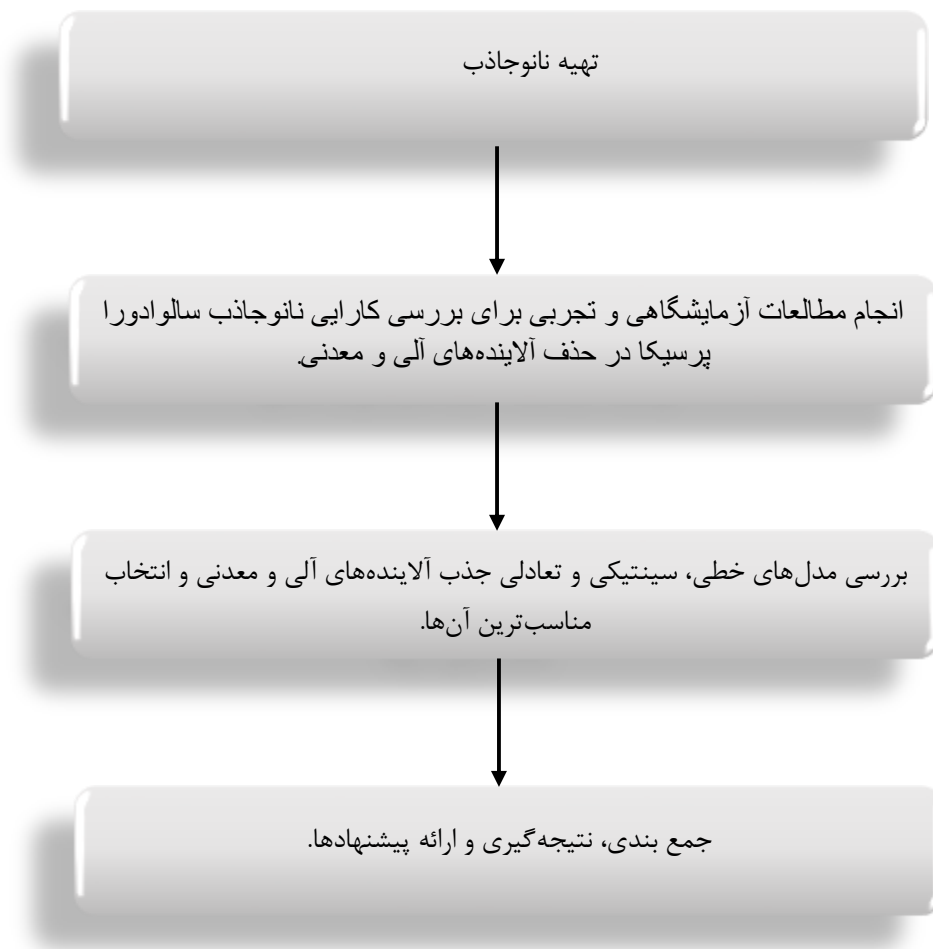 تهیه نانوجاذب
انجام مطالعات آزمایشگاهی و تجربی برای بررسی کارایی نانوجاذب سالوادورا
پرسیکا در حذف آلاینده‌های آلی و معدنی.
بررسی مدل‌های خطی، سینتیکی و تعادلی جذب آلاینده‌های آلی و معدنی و انتخاب
مناسب‌ترین آن‌ها.
جمع بندی، نتیجه‌گیری و ارائه پیشنهادها.